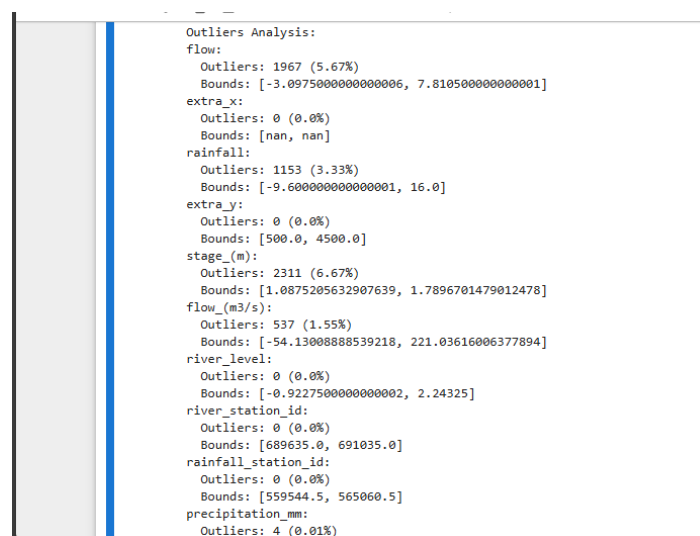 Outliers Analysis:
flow:
Outliers: 1967 (5.67%)
Bounds: [-3.0975000000000006, 7.810500000000001]
extra_x:
Outliers: 0 (0.0%)
Bounds: [nan, nan]
rainfall:
Outliers: 1153 (3.33%)
Bounds: [-9.600000000000001, 16.0]
extra_y:
Outliers: 0 (0.0%)
Bounds: [500.0, 4500.0]
stage_(m):
Outliers: 2311 (6.67%)
Bounds: [1.0875205632907639, 1.7896701479012478]
flow_(m3/s):
Outliers: 537 (1.55%)
Bounds: [-54.13008888539218, 221.03616006377894]
river_level:
Outliers: 0 (0.0%)
Bounds: [-0.9227500000000002, 2.24325]
river_station_id:
Outliers: 0 (0.0%)
Bounds: [689635.0, 691035.0]
rainfall_station_id:
Outliers: 0 (0.0%)
Bounds: [559544.5, 565060.5]
precipitation_mm:
Outliers: 4 (0.01%)